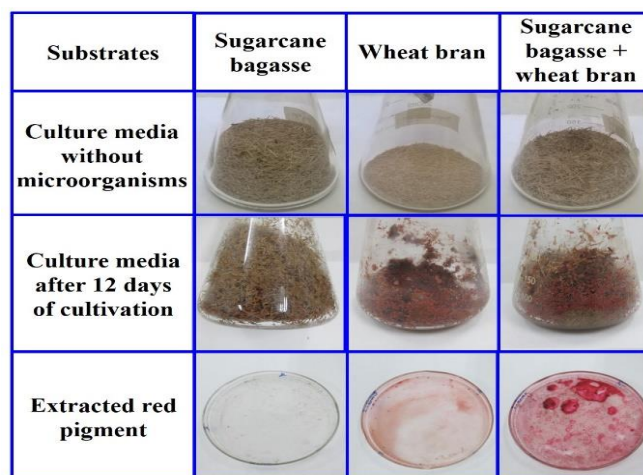 Substrates
Sugarcane
bagasse
Wheat bran
Sugarcane
bagasse +
wheat bran
Culture media
without
microorganisms
Culture media
after 12 days
of cultivation
Extracted red
pigment